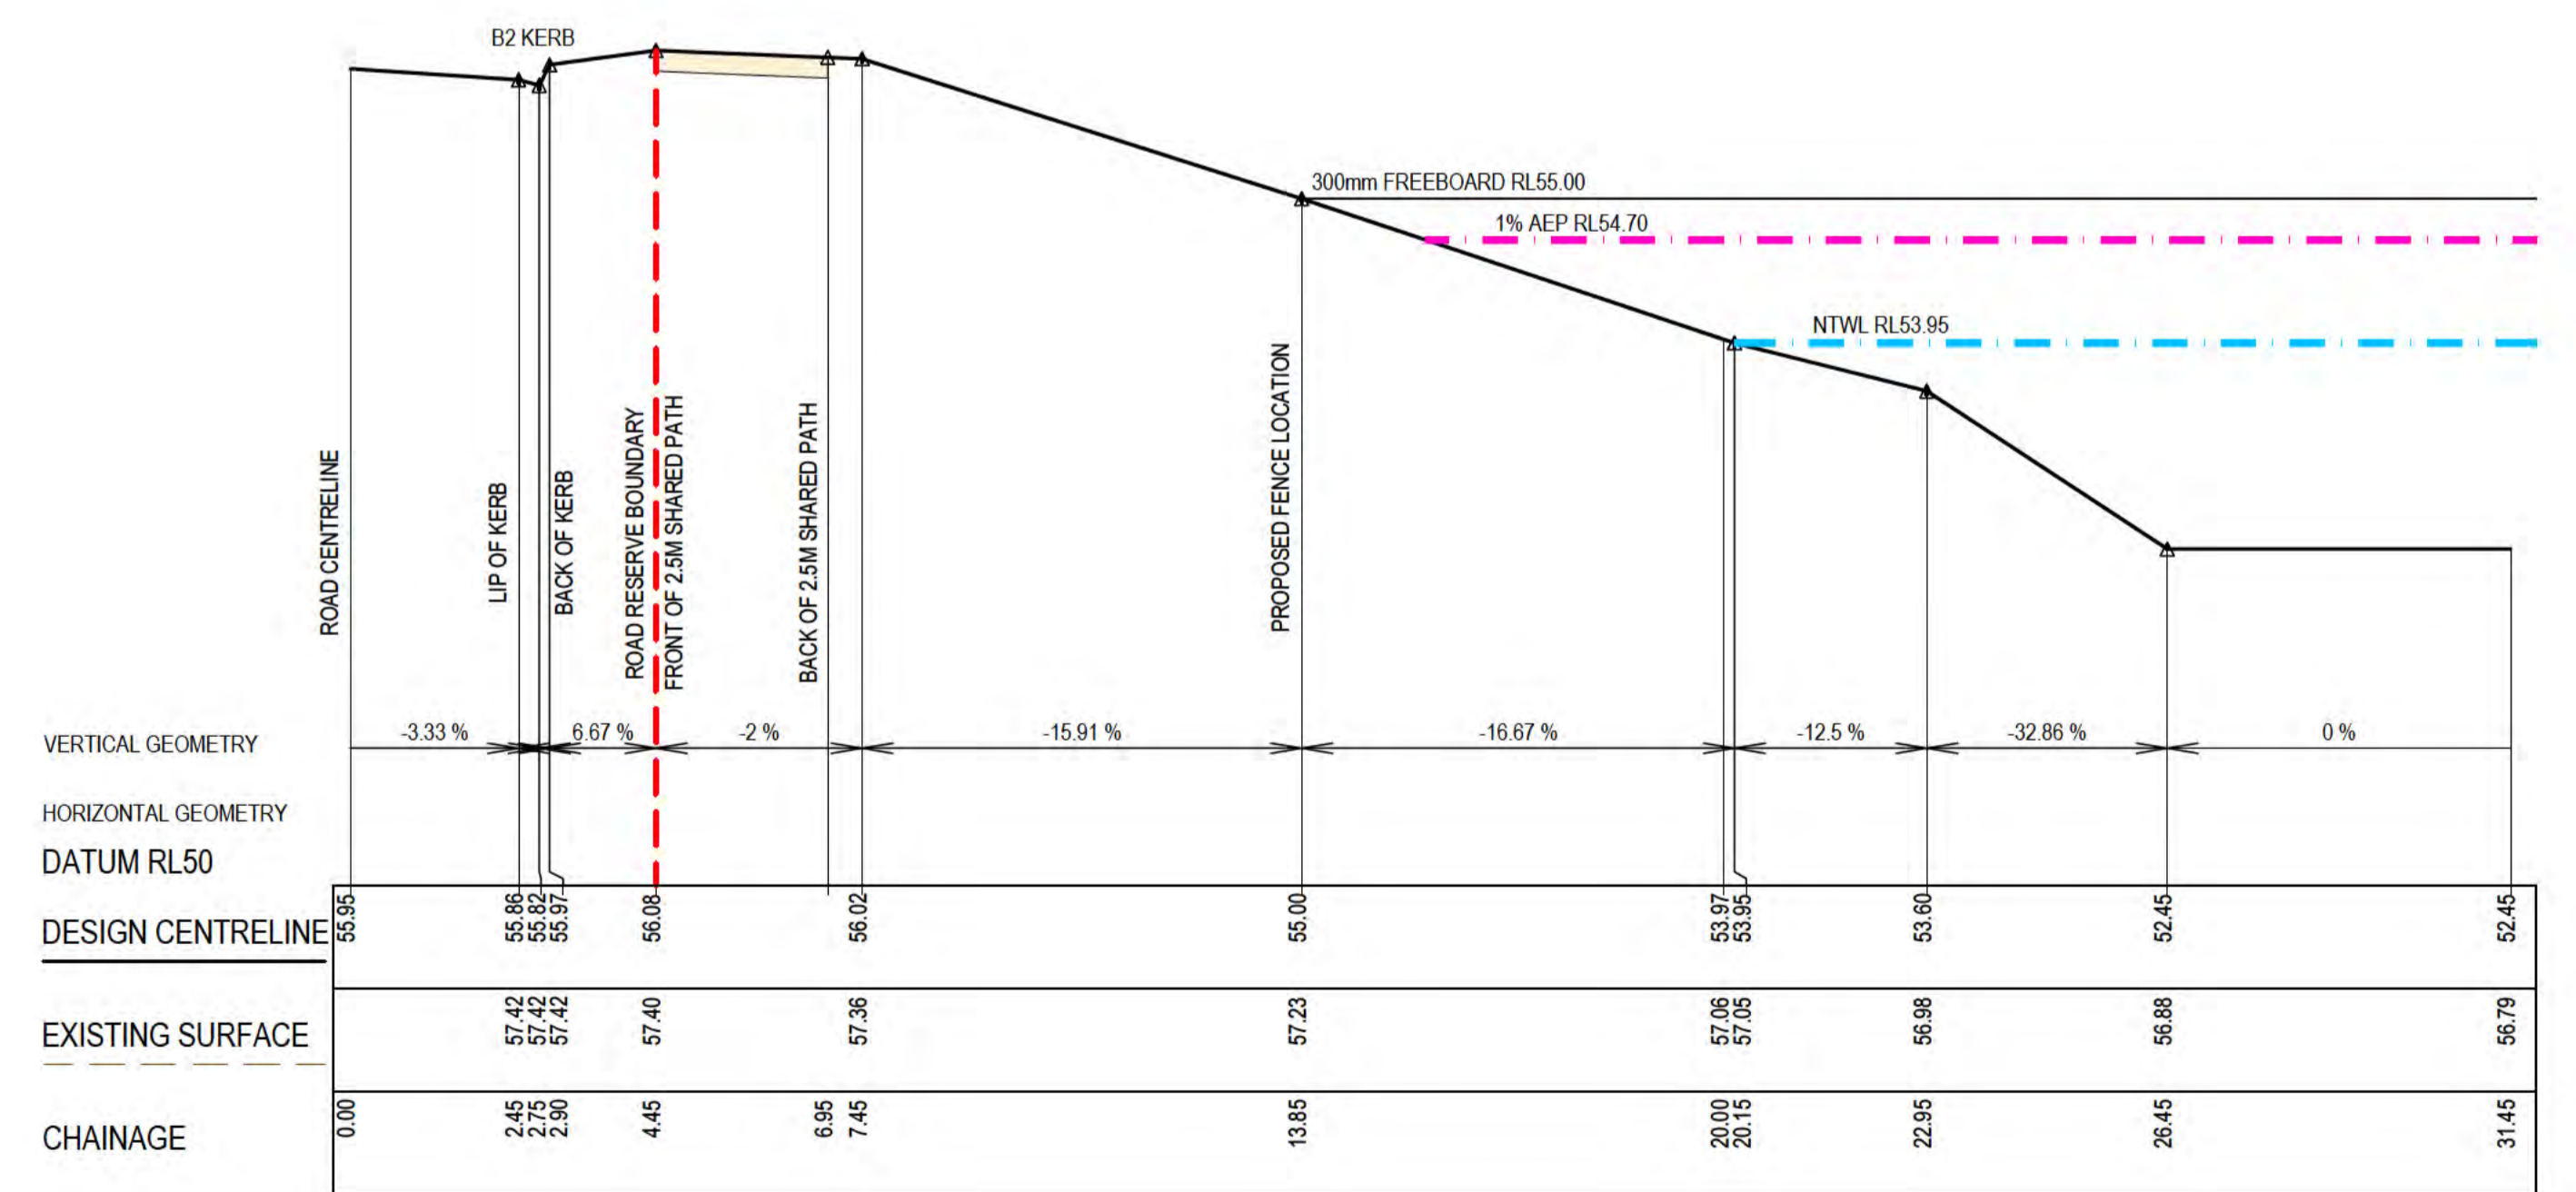 B2 KERB
300mm FREEBOARD RL55.00
1% AEP RL54.70
NTWL RL53.95
ROAD CENTRELINE
LIP OF KERB
BACK OF KERB
ROAD RESERVE BOUNDARY
FRONT OF 2.5M SHARED PATH
BACK OF 2.5M SHARED PATH
PROPOSED FENCE LOCATION
VERTICAL GEOMETRY -3.33 % 6.67 % -2 % -15.91 % -16.67 % -12.5 % -32.86 % 0 %
HORIZONTAL GEOMETRY
DATUM RL50
DESIGN CENTRELINE 55.95 55.86 55.82 55.97 56.08 56.02 55.00 53.97 53.95 53.60 52.45 52.45
EXISTING SURFACE 57.42 57.42 57.42 57.40 57.36 57.23 57.06 57.05 56.98 56.88 56.79
CHAINAGE 0.00 2.45 2.75 2.90 4.45 6.95 7.45 13.85 20.00 20.15 22.95 26.45 31.45